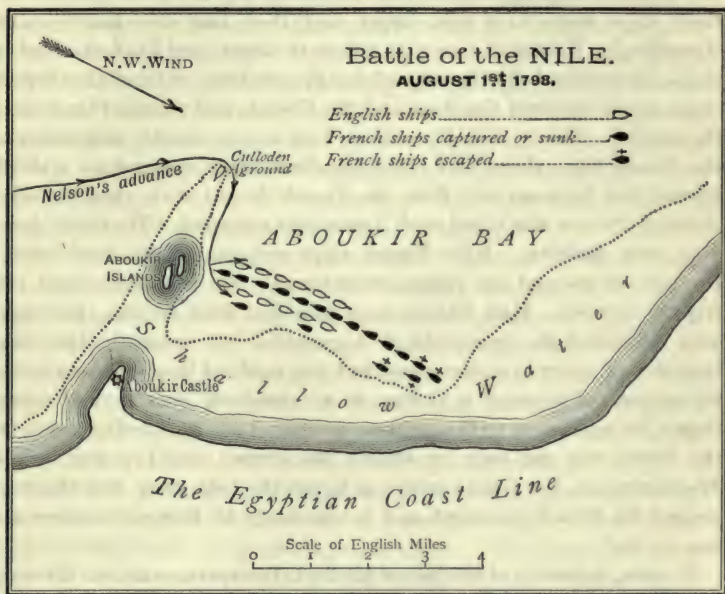 Battle of the NILE.
AUGUST 1st 1798.
N.W. WIND
English ships
French ships captured or sunk
French ships escaped
Culloden
Aground
Nelson's advance
ABOUKIR BAY
ABOUKIR
ISLANDS
Shallow Water
Aboukir Castle
The Egyptian Coast Line
Scale of English Miles
0 1 2 3 4